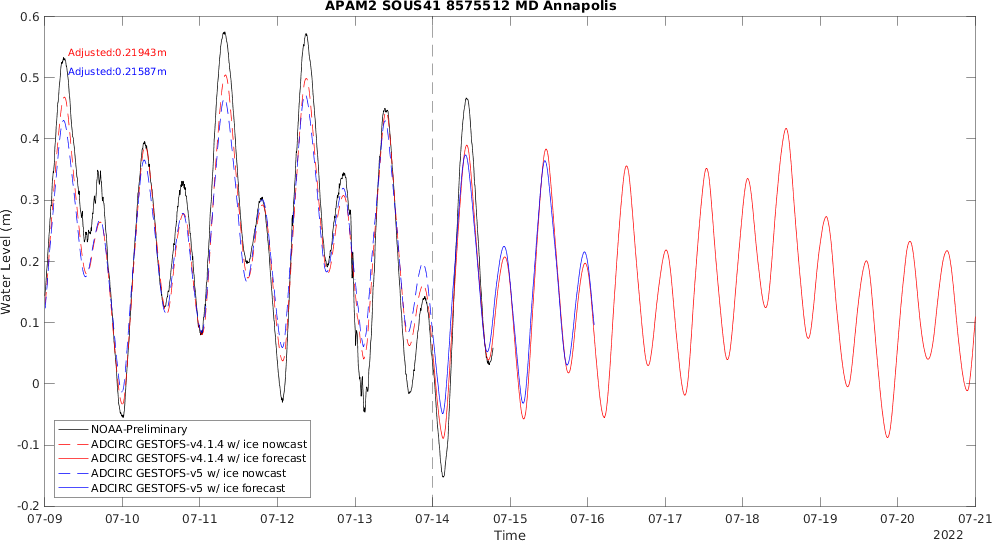 APAM2 SOUS41 8575512 MD Annapolis
0.6
0.5
0.4
0.3
0.2
0.1
0
-0.1
-0.2
Water Level (m)
Adjusted:0.21943m
Adjusted:0.21587m
NOAA-Preliminary
ADCIRC GESTOFS-v4.1.4 w/ ice nowcast
ADCIRC GESTOFS-v4.1.4 w/ ice forecast
ADCIRC GESTOFS-v5 w/ ice nowcast
ADCIRC GESTOFS-v5 w/ ice forecast
07-09 07-10 07-11 07-12 07-13 07-14 07-15 07-16 07-17 07-18 07-19 07-20 07-21
Time
2022